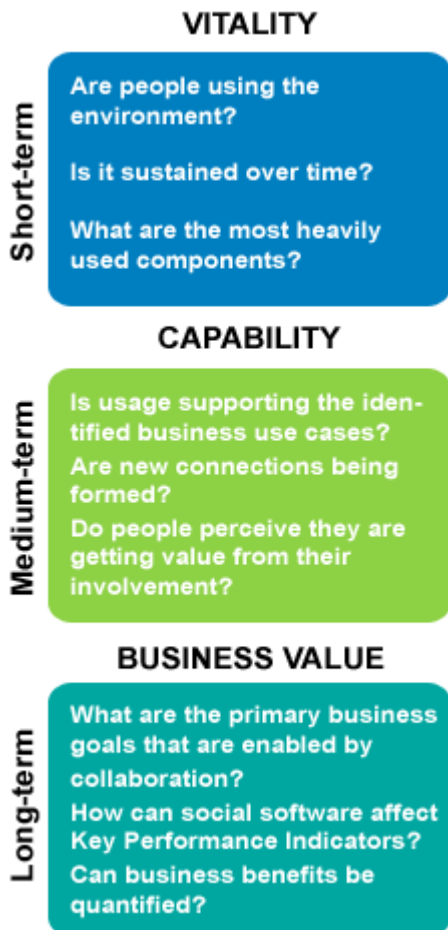 VITALITY
Short-term
Are people using the
environment?
Is it sustained over time?
What are the most heavily
used components?
CAPABILITY
Medium-term
Is usage supporting the iden-
tified business use cases?
Are new connections being
formed?
Do people perceive they are
getting value from their
involvement?
BUSINESS VALUE
Long-term
What are the primary business
goals that are enabled by
collaboration?
How can social software affect
Key Performance Indicators?
Can business benefits be
quantified?